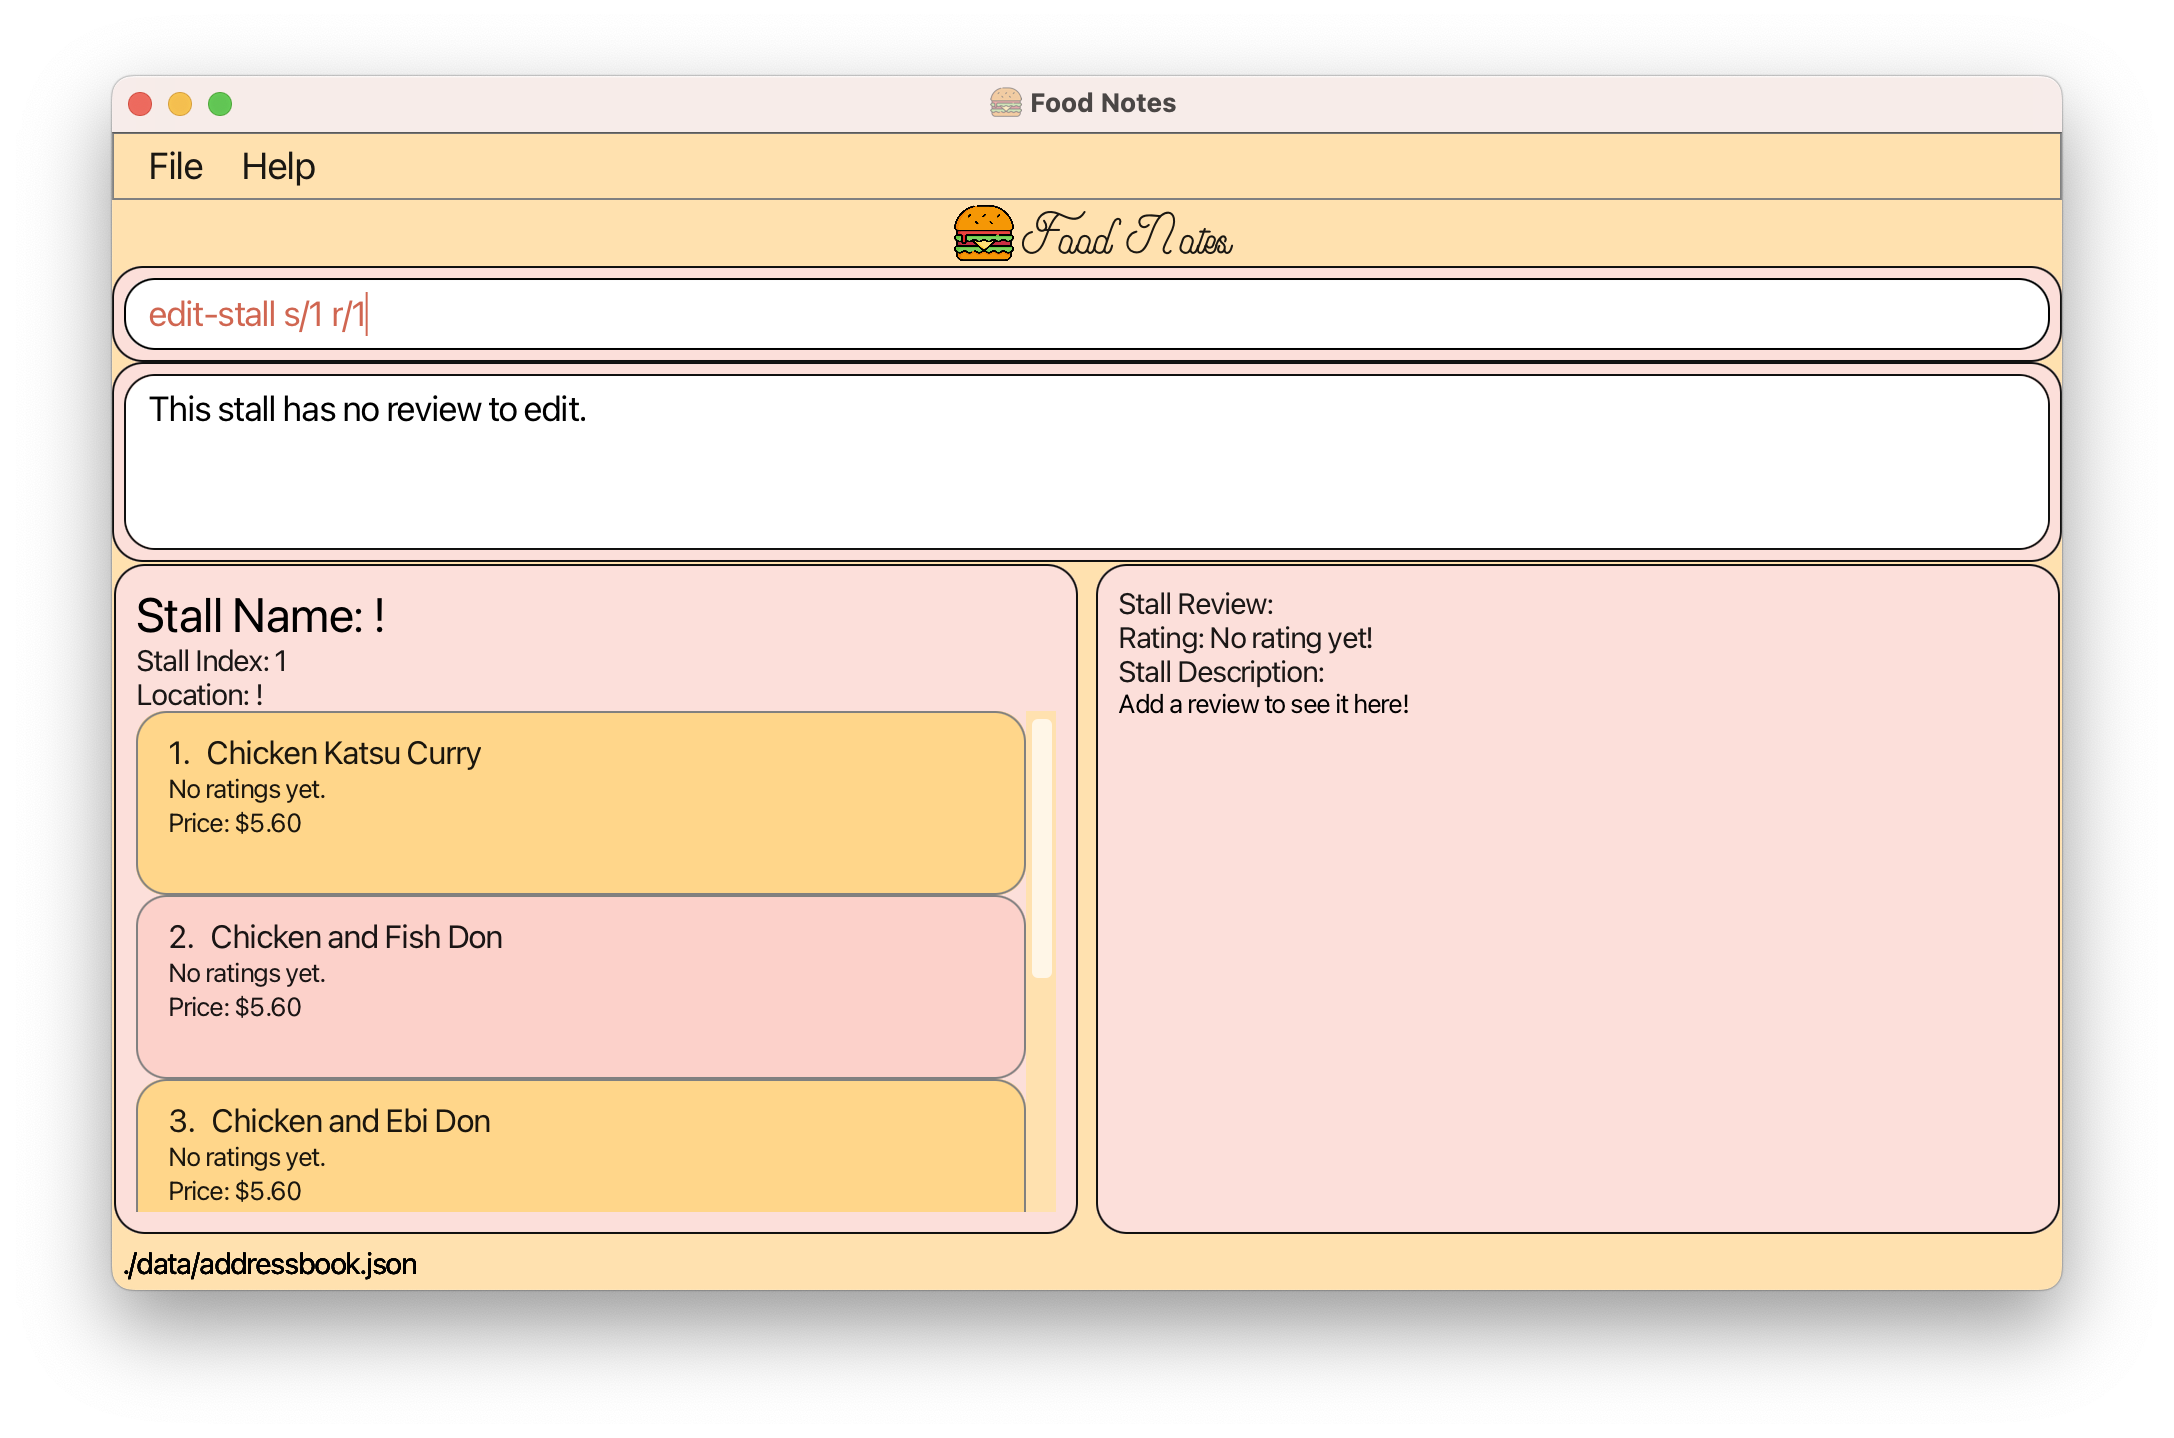 Food Notes
File Help
Food Notes
edit-stall s/1 r/1
This stall has no review to edit.
Stall Name: !
Stall Index: 1
Location: !
1. Chicken Katsu Curry
No ratings yet.
Price: $5.60
2. Chicken and Fish Don
No ratings yet.
Price: $5.60
3. Chicken and Ebi Don
No ratings yet.
Price: $5.60
Stall Review:
Rating: No rating yet!
Stall Description:
Add a review to see it here!
./data/addressbook.json